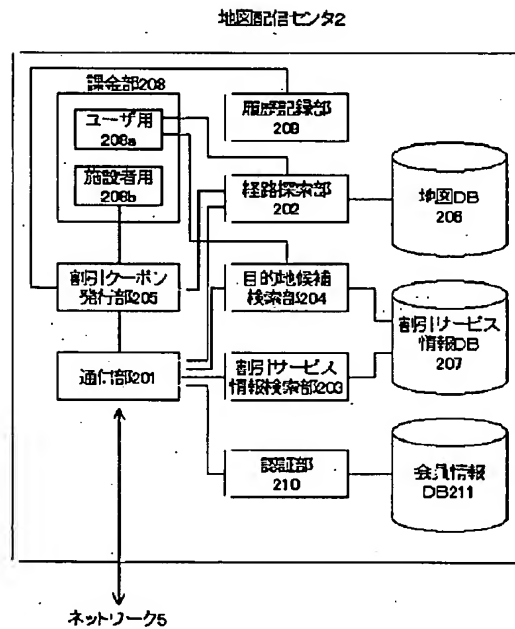 地図配信センタ2
課金部208
ユーザ用
208a
施設者用
208b
割引クーポン
発行部205
通信部201
履歴記録部
209
経路探索部
202
目的地候補
検索部204
割引サービス
情報検索部203
認証部
210
地図DB
206
割引サービス
情報DB
207
会員情報
DB211
ネットワーク5